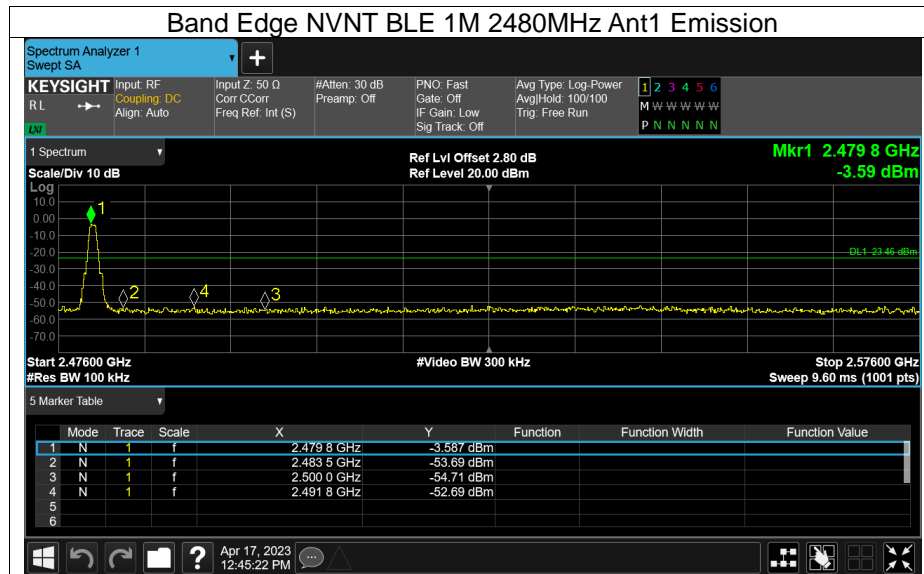 Band Edge NVNT BLE 1M 2480MHz Ant1 Emission
Spectrum Analyzer 1
Swept SA
+
KEYSIGHT
RL
LXI
Input: RF
Coupling: DC
Align: Auto
Input Z: 50 Ω
Corr CCorr
Freq Ref: Int (S)
#Atten: 30 dB
Preamp: Off
PNO: Fast
Gate: Off
IF Gain: Low
Sig Track: Off
Avg Type: Log-Power
Avg|Hold: 100/100
Trig: Free Run
1 2 3 4 5 6
M W W W W W
P N N N N N
1 Spectrum
Scale/Div 10 dB
Ref Lvl Offset 2.80 dB
Ref Level 20.00 dBm
Mkr1 2.479 8 GHz
-3.59 dBm
Log
10.0
0.00
-10.0
-20.0
-30.0
-40.0
-50.0
-60.0
-70.0
1
2
4
3
DL1 -23.46 dBm
Start 2.47600 GHz
#Res BW 100 kHz
#Video BW 300 kHz
Stop 2.57600 GHz
Sweep 9.60 ms (1001 pts)
5 Marker Table
Mode Trace Scale X Y Function Function Width Function Value
1 N 1 f 2.479 8 GHz -3.587 dBm
2 N 1 f 2.483 5 GHz -53.69 dBm
3 N 1 f 2.500 0 GHz -54.71 dBm
4 N 1 f 2.491 8 GHz -52.69 dBm
5
6
?
Apr 17, 2023
12:45:22 PM